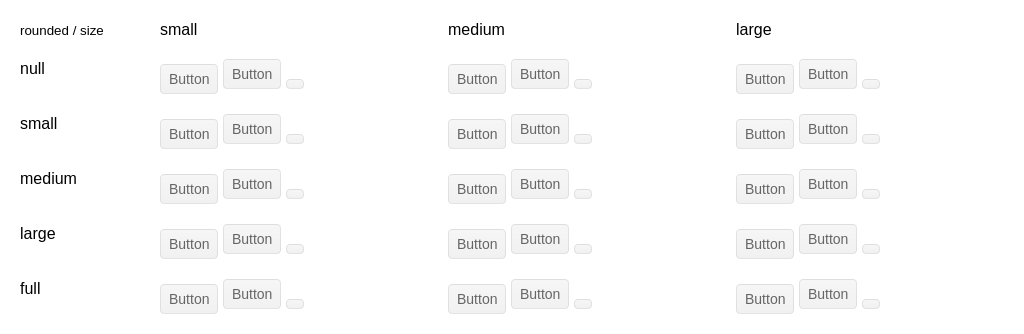 rounded / size small medium large
null Button Button Button Button Button Button
small Button Button Button Button Button Button
medium Button Button Button Button Button Button
large Button Button Button Button Button Button
full Button Button Button Button Button Button